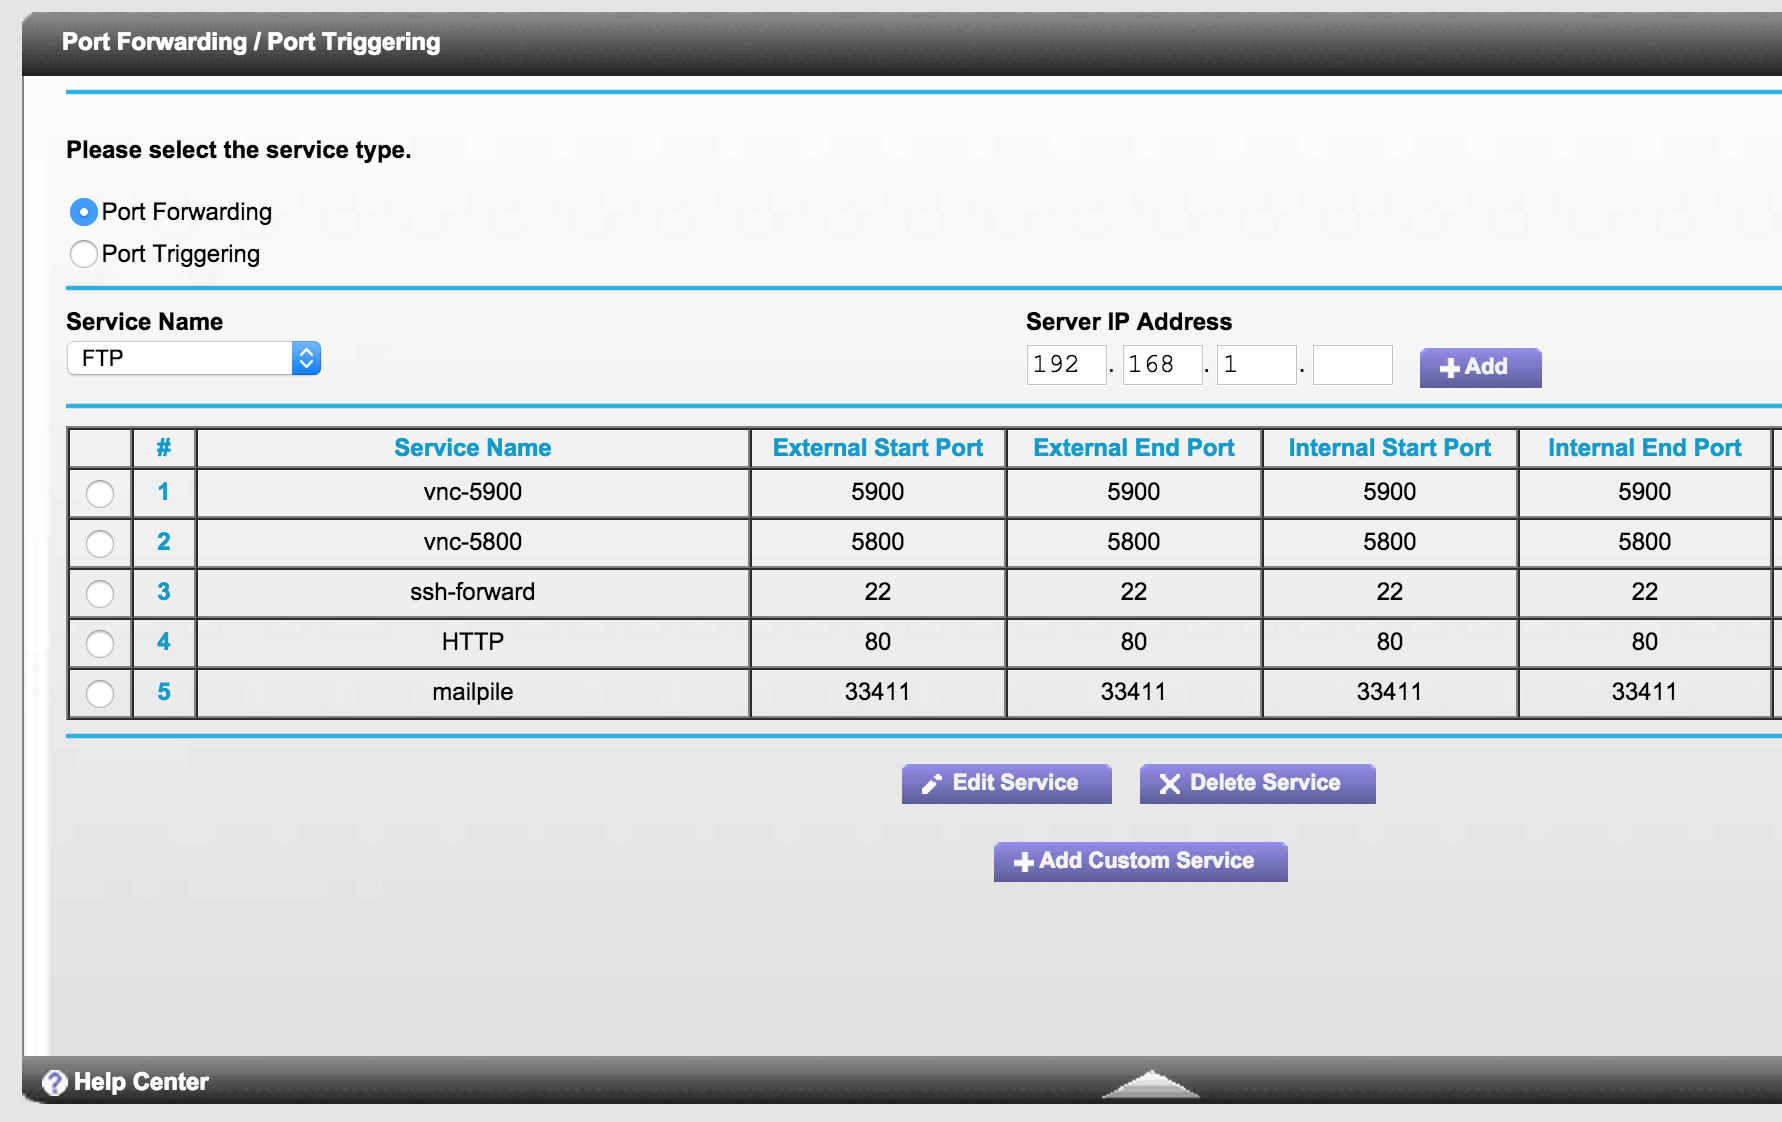 Port Forwarding / Port Triggering
Please select the service type.
Port Forwarding
Port Triggering
Service Name
Server IP Address
FTP
192 . 168 . 1 .
Add
# Service Name External Start Port External End Port Internal Start Port Internal End Port
1 vnc-5900 5900 5900 5900 5900
2 vnc-5800 5800 5800 5800 5800
3 ssh-forward 22 22 22 22
4 HTTP 80 80 80 80
5 mailpile 33411 33411 33411 33411
Edit Service
Delete Service
Add Custom Service
? Help Center